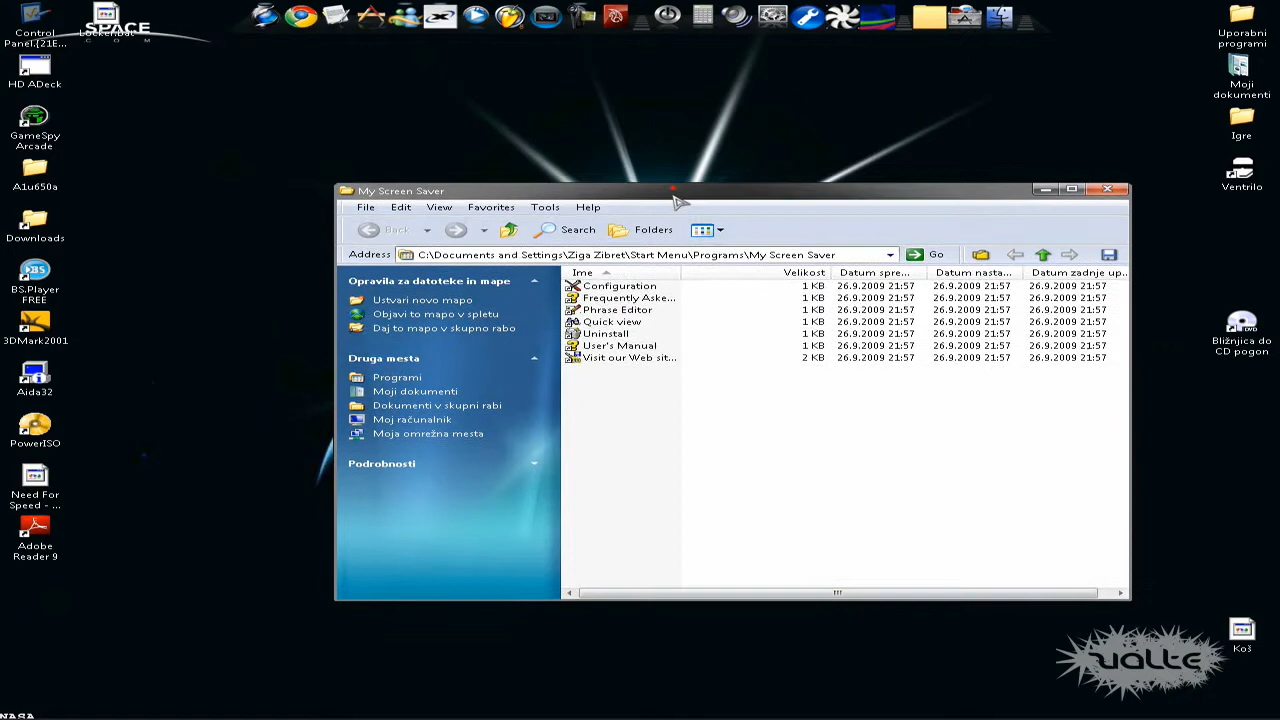 Control
Panel.{21E...
SPACE
COM
HD ADeck
GameSpy
Arcade
A1u650a
Downloads
BS.Player
FREE
3DMark2001
Aida32
PowerISO
Need For
Speed - ...
Adobe
Reader 9
NASA
My Screen Saver
File Edit View Favorites Tools Help
Back Search Folders
Address C:\Documents and Settings\Ziga Zibret\Start Menu\Programs\My Screen Saver Go
Opravila za datoteke in mape
Ustvari novo mapo
Objavi to mapo v spletu
Daj to mapo v skupno rabo
Druga mesta
Programi
Moji dokumenti
Dokumenti v skupni rabi
Moj računalnik
Moja omrežna mesta
Podrobnosti
Ime Velikost Datum spre... Datum nasta... Datum zadnje up...
Configuration 1 KB 26.9.2009 21:57 26.9.2009 21:57 26.9.2009 21:57
Frequently Aske... 1 KB 26.9.2009 21:57 26.9.2009 21:57 26.9.2009 21:57
Phrase Editor 1 KB 26.9.2009 21:57 26.9.2009 21:57 26.9.2009 21:57
Quick view 1 KB 26.9.2009 21:57 26.9.2009 21:57 26.9.2009 21:57
Uninstall 1 KB 26.9.2009 21:57 26.9.2009 21:57 26.9.2009 21:57
User's Manual 1 KB 26.9.2009 21:57 26.9.2009 21:57 26.9.2009 21:57
Visit our Web sit... 2 KB 26.9.2009 21:57 26.9.2009 21:57 26.9.2009 21:57
Uporabni
programi
Moji
dokumenti
Igre
Ventrilo
Bližnjica do
CD pogon
Koš
valte